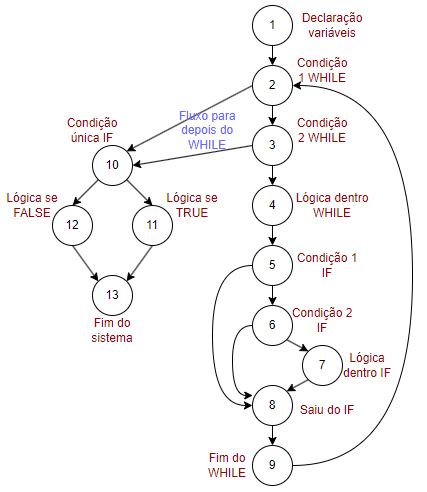 1
Declaração
variáveis
2
Condição
1 WHILE
Fluxo para
depois do
WHILE
3
Condição
2 WHILE
Condição
única IF
10
4
Lógica dentro
WHILE
Lógica se
FALSE
12
11
Lógica se
TRUE
5
Condição 1
IF
13
Fim do
sistema
6
Condição 2
IF
7
Lógica
dentro IF
8
Saiu do IF
Fim do
WHILE
9